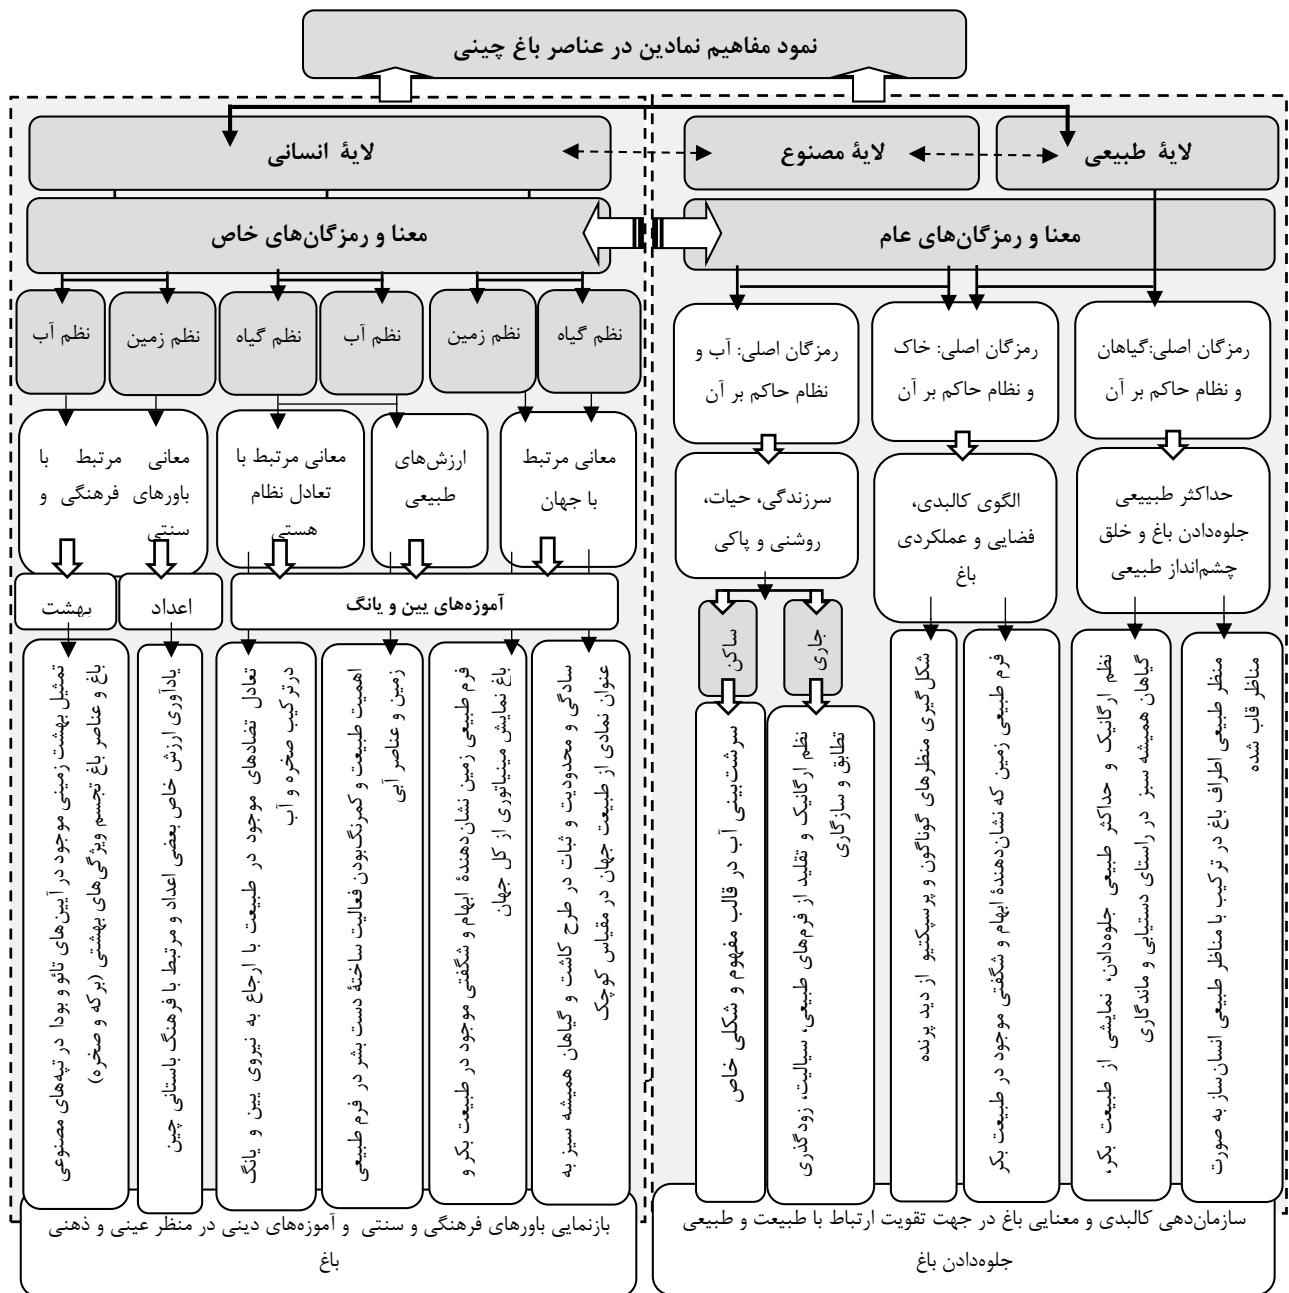 نمود مفاهیم نمادین در عناصر باغ چینی
لایۀ طبیعی
لایۀ مصنوع
لایۀ انسانی
معنا و رمزگان‌های عام
معنا و رمزگان‌های خاص
رمزگان اصلی:گیاهان
و نظام حاکم بر آن
رمزگان اصلی: خاک
و نظام حاکم بر آن
رمزگان اصلی: آب و
نظام حاکم بر آن
نظم گیاه
نظم زمین
نظم آب
نظم گیاه
نظم زمین
نظم آب
حداکثر طبییعی
جلوه‌دادن باغ و خلق
چشم‌انداز طبیعی
الگوی کالبدی،
فضایی و عملکردی
باغ
سرزندگی، حیات،
روشنی و پاکی
معانی مرتبط
با جهان
ارزش‌های
طبیعی
معانی مرتبط با
تعادل نظام
هستی
معانی مرتبط با
باورهای فرهنگی و
سنتی
جاری
ساکن
آموزه‌های یین و یانگ
اعداد
بهشت
منظر طبیعی اطراف باغ در ترکیب با مناظر طبیعی انسان‌ساز به صورت
مناظر قاب شده
نظم ارگانیک و حداکثر طبیعی جلوه‌دادن، نمایشی از طبیعت بکر،
گیاهان همیشه سبز در راستای دستیابی و ماندگاری
فرم طبیعی زمین که نشان‌دهندۀ ابهام و شگفتی موجود در طبیعت بکر
شکل‌گیری منظرهای گوناگون و پرسپکتیو از دید پرنده
نظم ارگانیک و تقلید از فرم‌های طبیعی، سیالیت، زودگذری
تطابق و سازگاری
سرشت‌بینی آب در قالب مفهوم و شکلی خاص
سادگی و محدودیت و ثبات در طرح کاشت و گیاهان همیشه سبز به
عنوان نمادی از طبیعت جهان در مقیاس کوچک
فرم طبیعی زمین نشان‌دهندۀ ابهام و شگفتی موجود در طبیعت بکر و
باغ نمایش مینیاتوری از کل جهان
اهمیت طبیعت و کمرنگ‌بودن فعالیت ساختۀ دست بشر در فرم طبیعی
زمین و عناصر آبی
تعادل تضادهای موجود در طبیعت با ارجاع به نیروی یین و یانگ
درترکیب صخره و آب
یادآوری ارزش خاص بعضی اعداد و مرتبط با فرهنگ باستانی چین
تمثیل بهشت زمینی موجود در آیین‌های تائو و بودا در تپه‌های مصنوعی
باغ و عناصر باغ تجسم ویژگی‌های بهشتی (برکه و صخره)
سازمان‌دهی کالبدی و معنایی باغ در جهت تقویت ارتباط با طبیعت و طبیعی
جلوه‌دادن باغ
بازنمایی باورهای فرهنگی و سنتی و آموزه‌های دینی در منظر عینی و ذهنی
باغ